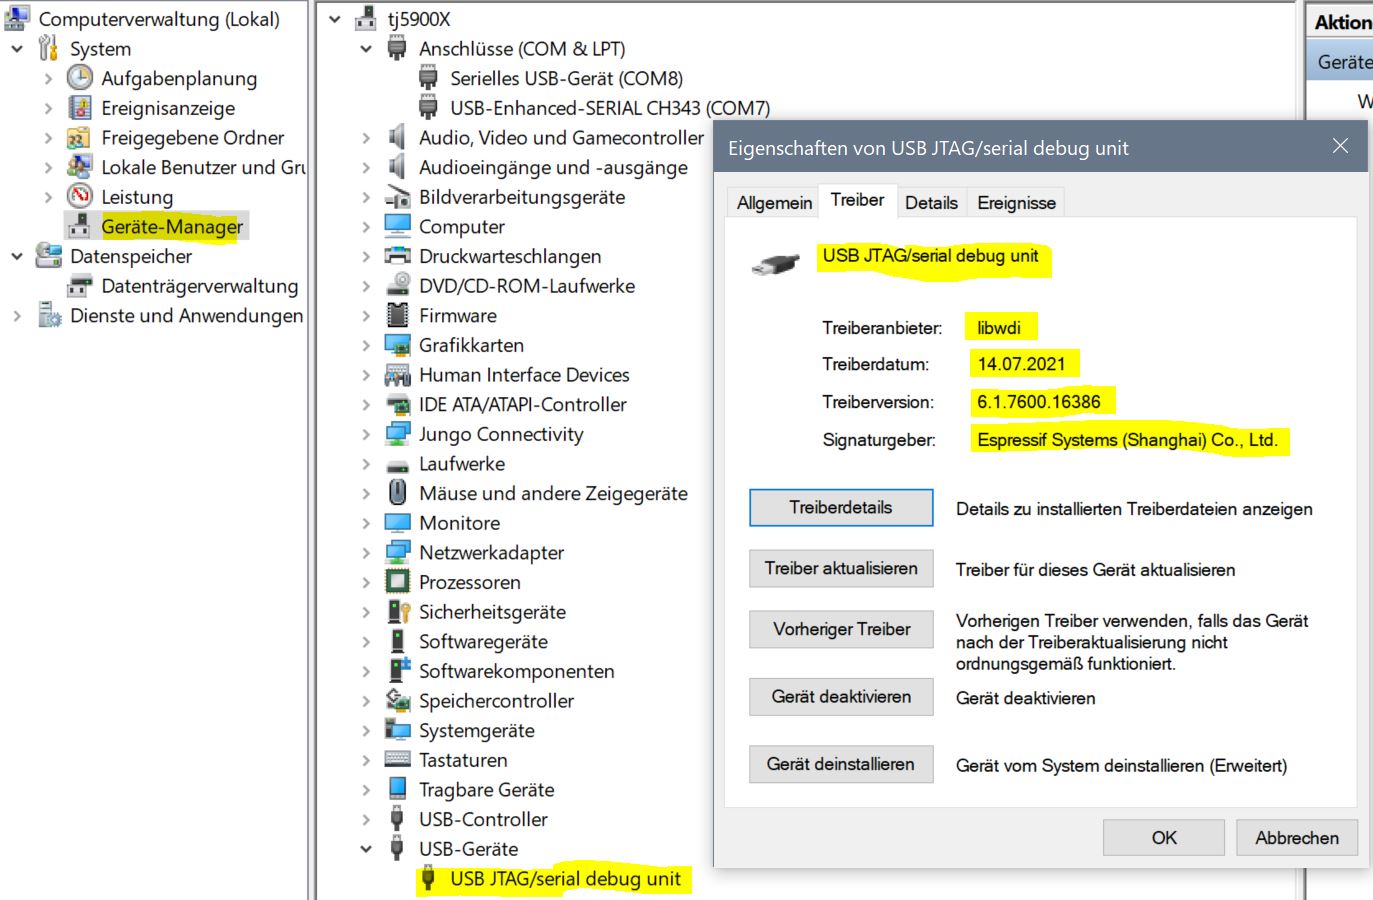 Computerverwaltung (Lokal)
System
Aufgabenplanung
Ereignisanzeige
Freigegebene Ordner
Lokale Benutzer und Gru
Leistung
Geräte-Manager
Datenspeicher
Datenträgerverwaltung
Dienste und Anwendungen
tj5900X
Anschlüsse (COM & LPT)
Serielles USB-Gerät (COM8)
USB-Enhanced-SERIAL CH343 (COM7)
Audio, Video und Gamecontroller
Audioeingänge und -ausgänge
Bildverarbeitungsgeräte
Computer
Druckwarteschlangen
DVD/CD-ROM-Laufwerke
Firmware
Grafikkarten
Human Interface Devices
IDE ATA/ATAPI-Controller
Jungo Connectivity
Laufwerke
Mäuse und andere Zeigegeräte
Monitore
Netzwerkadapter
Prozessoren
Sicherheitsgeräte
Softwaregeräte
Softwarekomponenten
Speichercontroller
Systemgeräte
Tastaturen
Tragbare Geräte
USB-Controller
USB-Geräte
USB JTAG/serial debug unit
Aktion
Geräte
W
Eigenschaften von USB JTAG/serial debug unit
Allgemein Treiber Details Ereignisse
USB JTAG/serial debug unit
Treiberanbieter: libwdi
Treiberdatum: 14.07.2021
Treiberversion: 6.1.7600.16386
Signaturgeber: Espressif Systems (Shanghai) Co., Ltd.
Treiberdetails Details zu installierten Treiberdateien anzeigen
Treiber aktualisieren Treiber für dieses Gerät aktualisieren
Vorheriger Treiber Vorherigen Treiber verwenden, falls das Gerät
nach der Treiberaktualisierung nicht
ordnungsgemäß funktioniert.
Gerät deaktivieren Gerät deaktivieren
Gerät deinstallieren Gerät vom System deinstallieren (Erweitert)
OK Abbrechen